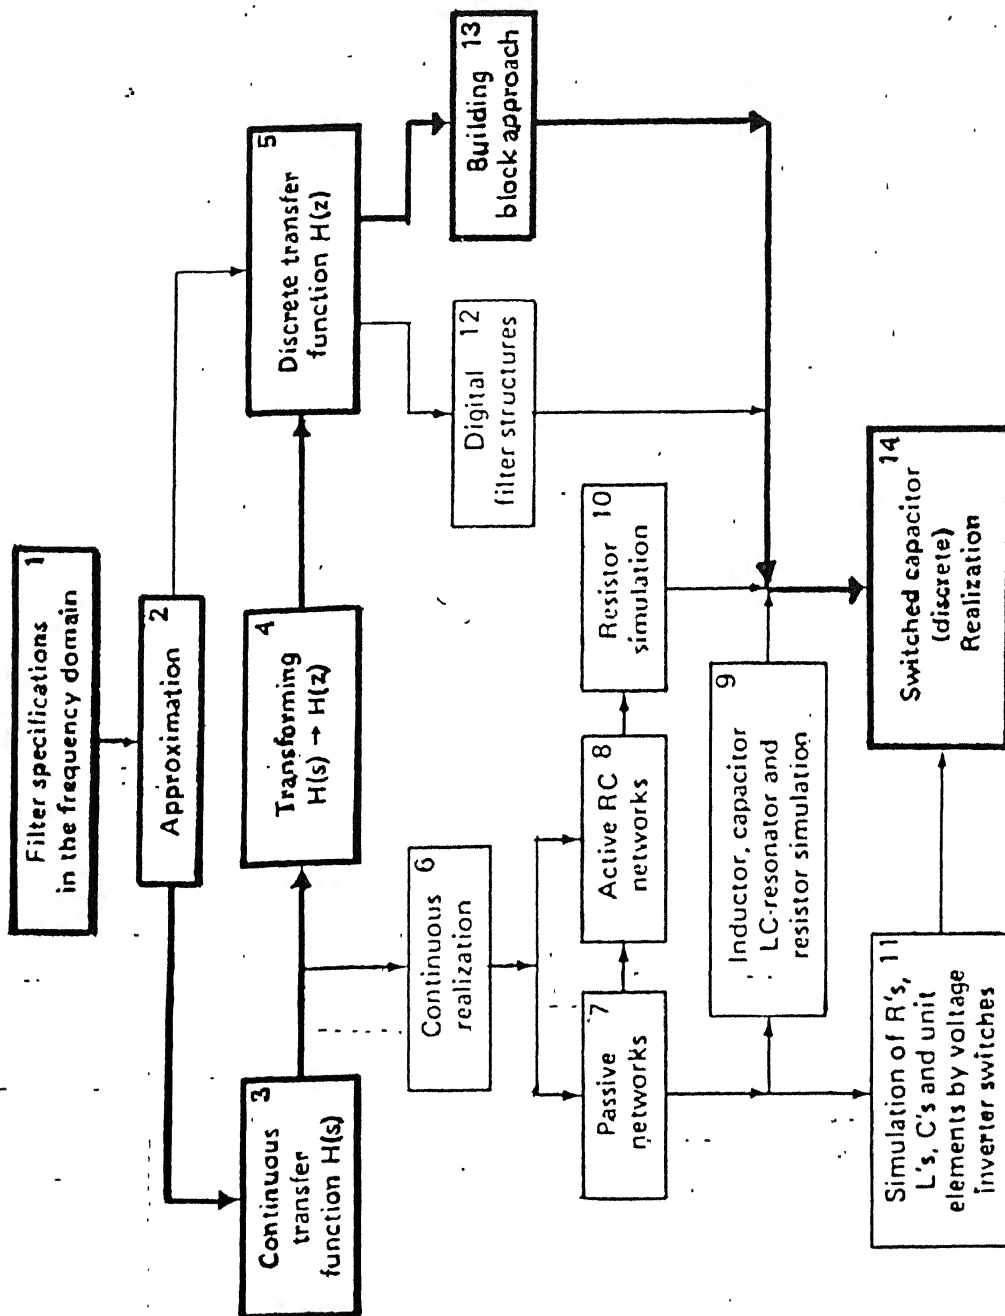 Filter specifications 1
in the frequency domain
Approximation 2
Continuous 3
transfer
function H(s)
Transforming 4
H(s) → H(z)
Discrete transfer 5
function H(z)
Continuous 6
realization
Passive 7
networks
Active RC 8
networks
Resistor 10
simulation
Digital 12
filter structures
Building 13
block approach
Inductor, capacitor 9
LC-resonator and
resistor simulation
Simulation of R's, 11
L's, C's and unit
elements by voltage
inverter switches
Switched capacitor 14
(discrete)
Realization